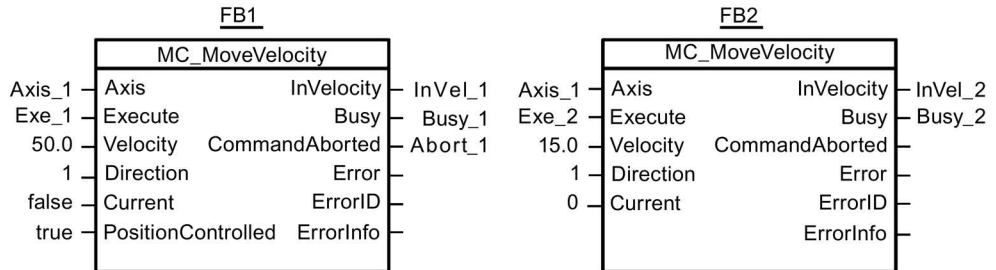 FB1 FB2
MC_MoveVelocity MC_MoveVelocity
Axis_1 Axis InVelocity InVel_1 Axis_1 Axis InVelocity InVel_2
Exe_1 Execute Busy Busy_1 Exe_2 Execute Busy Busy_2
50.0 Velocity CommandAborted Abort_1 15.0 Velocity CommandAborted
1 Direction Error 1 Direction Error
false Current ErrorID 0 Current ErrorID
true PositionControlled ErrorInfo ErrorInfo